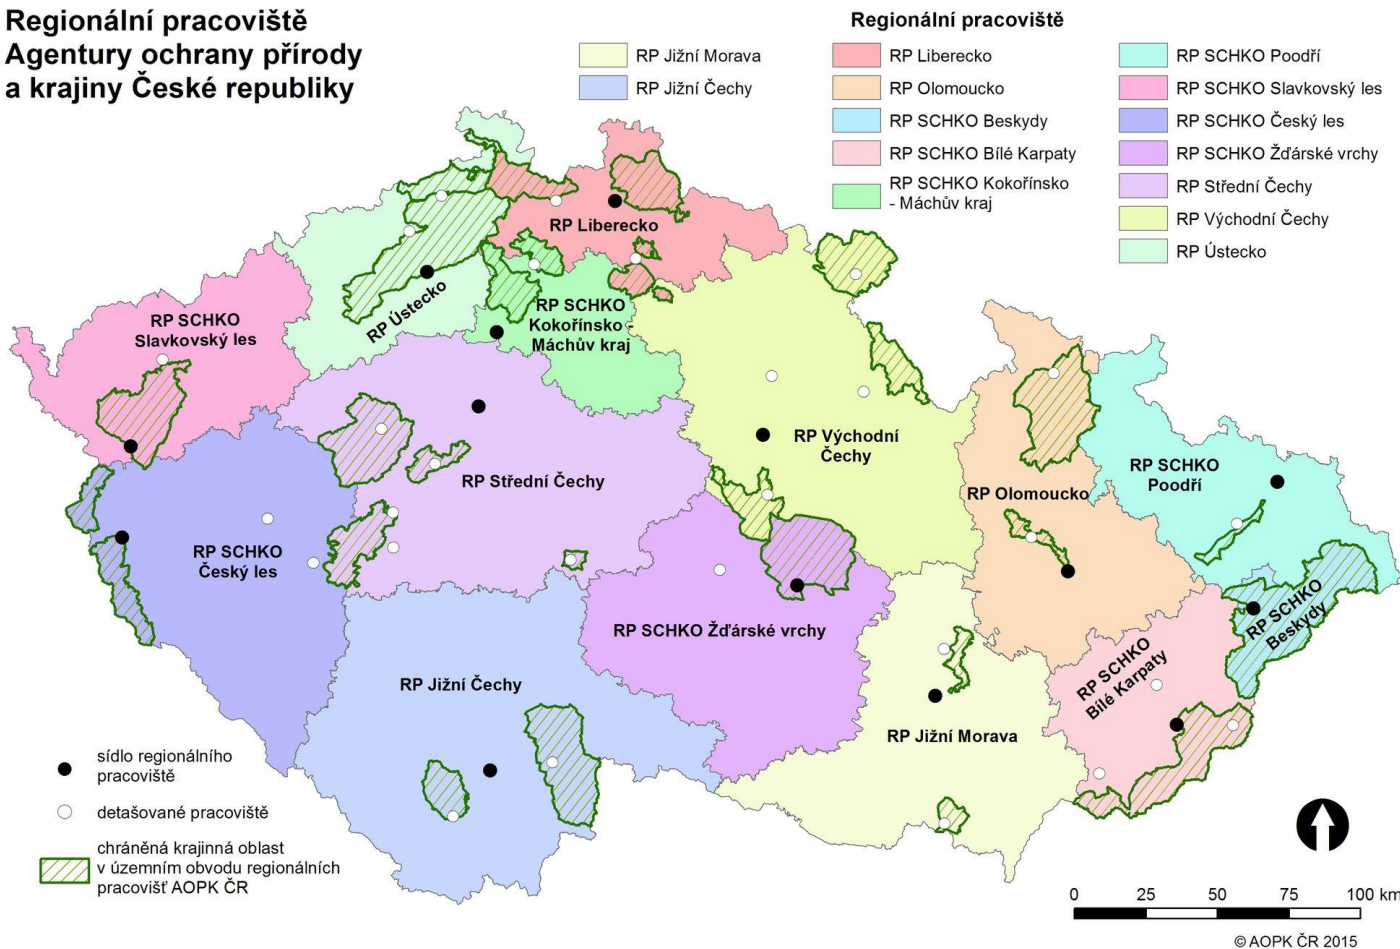 Regionální pracoviště
Agentury ochrany přírody
a krajiny České republiky
Regionální pracoviště
RP Jižní Morava
RP Jižní Čechy
RP Liberecko
RP Olomoucko
RP SCHKO Beskydy
RP SCHKO Bílé Karpaty
RP SCHKO Kokořínsko
- Máchův kraj
RP SCHKO Poodří
RP SCHKO Slavkovský les
RP SCHKO Český les
RP SCHKO Žďárské vrchy
RP Střední Čechy
RP Východní Čechy
RP Ústecko
RP Liberecko
RP Ústecko
RP SCHKO
Kokořínsko -
Máchův kraj
RP SCHKO
Slavkovský les
RP Východní
Čechy
RP Střední Čechy
RP SCHKO
Poodří
RP Olomoucko
RP SCHKO
Český les
RP SCHKO
Beskydy
RP SCHKO Žďárské vrchy
RP SCHKO
Bílé Karpaty
RP Jižní Čechy
RP Jižní Morava
sídlo regionálního
pracoviště
detašované pracoviště
chráněná krajinná oblast
v územním obvodu regionálních
pracovišť AOPK ČR
0 25 50 75 100 km
© AOPK ČR 2015